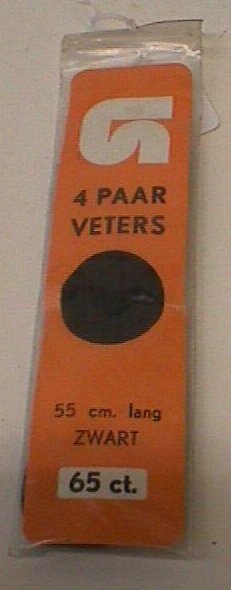 4 PAAR
VETERS
55 cm. lang
ZWART
65 ct.